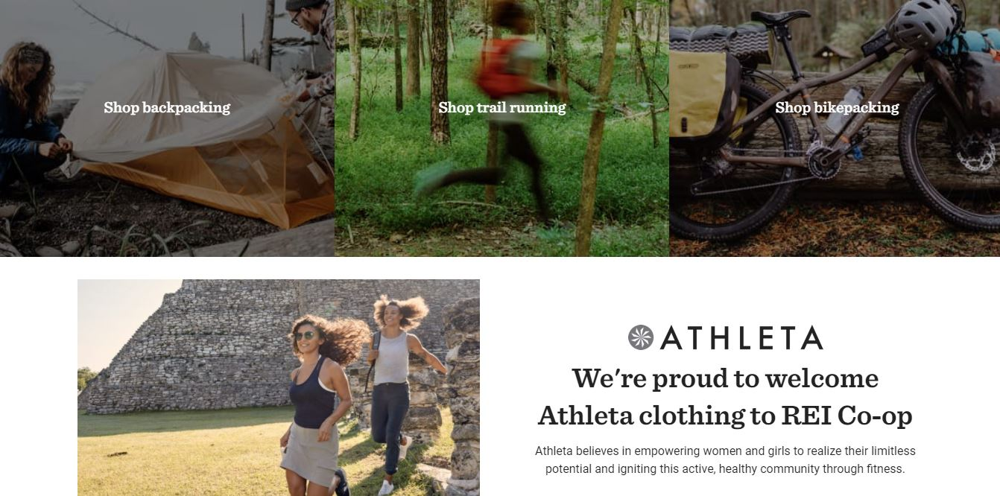 Shop backpacking
Shop trail running
Shop bikepacking
ATHLETA
We're proud to welcome
Athleta clothing to REI Co-op
Athleta believes in empowering women and girls to realize their limitless
potential and igniting this active, healthy community through fitness.